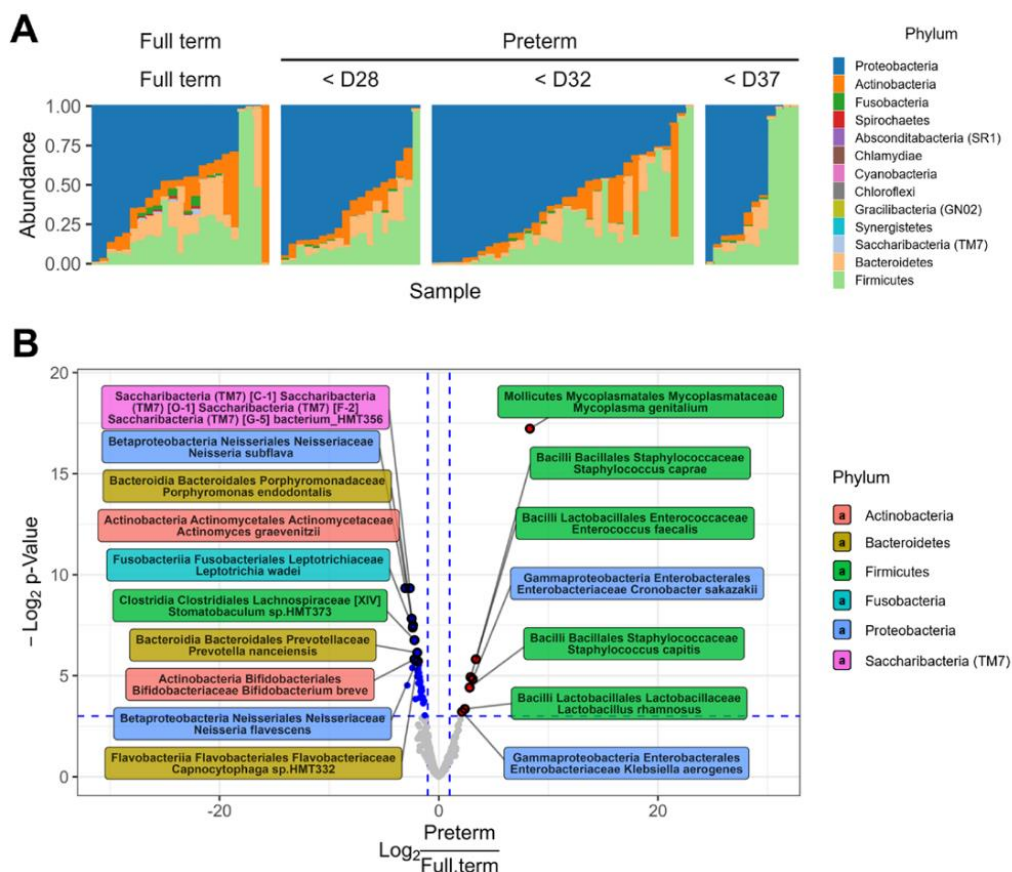 A
Full term
Preterm
Full term
< D28
< D32
< D37
Abundance
1.00
0.75
0.50
0.25
0.00
Sample
Phylum
Proteobacteria
Actinobacteria
Fusobacteria
Spirochaetes
Absconditabacteria (SR1)
Chlamydiae
Cyanobacteria
Chloroflexi
Gracilibacteria (GN02)
Synergistetes
Saccharibacteria (TM7)
Bacteroidetes
Firmicutes
B
− Log2 p-Value
20
15
10
5
0
Saccharibacteria (TM7) [C-1] Saccharibacteria
(TM7) [O-1] Saccharibacteria (TM7) [F-2]
Saccharibacteria (TM7) [G-5] bacterium_HMT356
Betaproteobacteria Neisseriales Neisseriaceae
Neisseria subflava
Bacteroidia Bacteroidales Porphyromonadaceae
Porphyromonas endodontalis
Actinobacteria Actinomycetales Actinomycetaceae
Actinomyces graevenitzii
Fusobacteriia Fusobacteriales Leptotrichiaceae
Leptotrichia wadei
Clostridia Clostridiales Lachnospiraceae [XIV]
Stomatobaculum sp.HMT373
Bacteroidia Bacteroidales Prevotellaceae
Prevotella nanceiensis
Actinobacteria Bifidobacteriales
Bifidobacteriaceae Bifidobacterium breve
Betaproteobacteria Neisseriales Neisseriaceae
Neisseria flavescens
Flavobacteriia Flavobacteriales Flavobacteriaceae
Capnocytophaga sp.HMT332
Mollicutes Mycoplasmatales Mycoplasmataceae
Mycoplasma genitalium
Bacilli Bacillales Staphylococcaceae
Staphylococcus caprae
Bacilli Lactobacillales Enterococcaceae
Enterococcus faecalis
Gammaproteobacteria Enterobacterales
Enterobacteriaceae Cronobacter sakazakii
Bacilli Bacillales Staphylococcaceae
Staphylococcus capitis
Bacilli Lactobacillales Lactobacillaceae
Lactobacillus rhamnosus
Gammaproteobacteria Enterobacterales
Enterobacteriaceae Klebsiella aerogenes
-20
0
20
Preterm
Log2
Full.term
Phylum
a Actinobacteria
a Bacteroidetes
a Firmicutes
a Fusobacteria
a Proteobacteria
a Saccharibacteria (TM7)